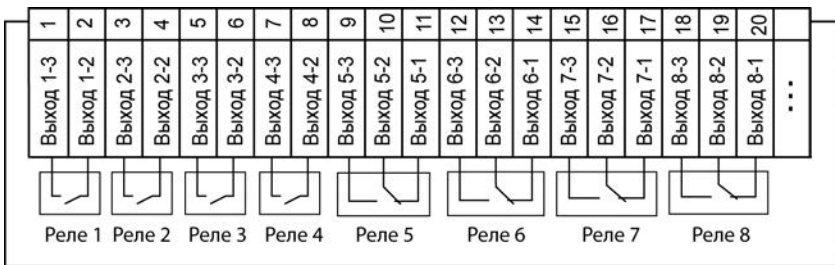 1 2 3 4 5 6 7 8 9 10 11 12 13 14 15 16 17 18 19 20
Выход 1-3 Выход 1-2 Выход 2-3 Выход 2-2 Выход 3-3 Выход 3-2 Выход 4-3 Выход 4-2 Выход 5-3 Выход 5-2 Выход 5-1 Выход 6-3 Выход 6-2 Выход 6-1 Выход 7-3 Выход 7-2 Выход 7-1 Выход 8-3 Выход 8-2 Выход 8-1 ...
Реле 1 Реле 2 Реле 3 Реле 4 Реле 5 Реле 6 Реле 7 Реле 8